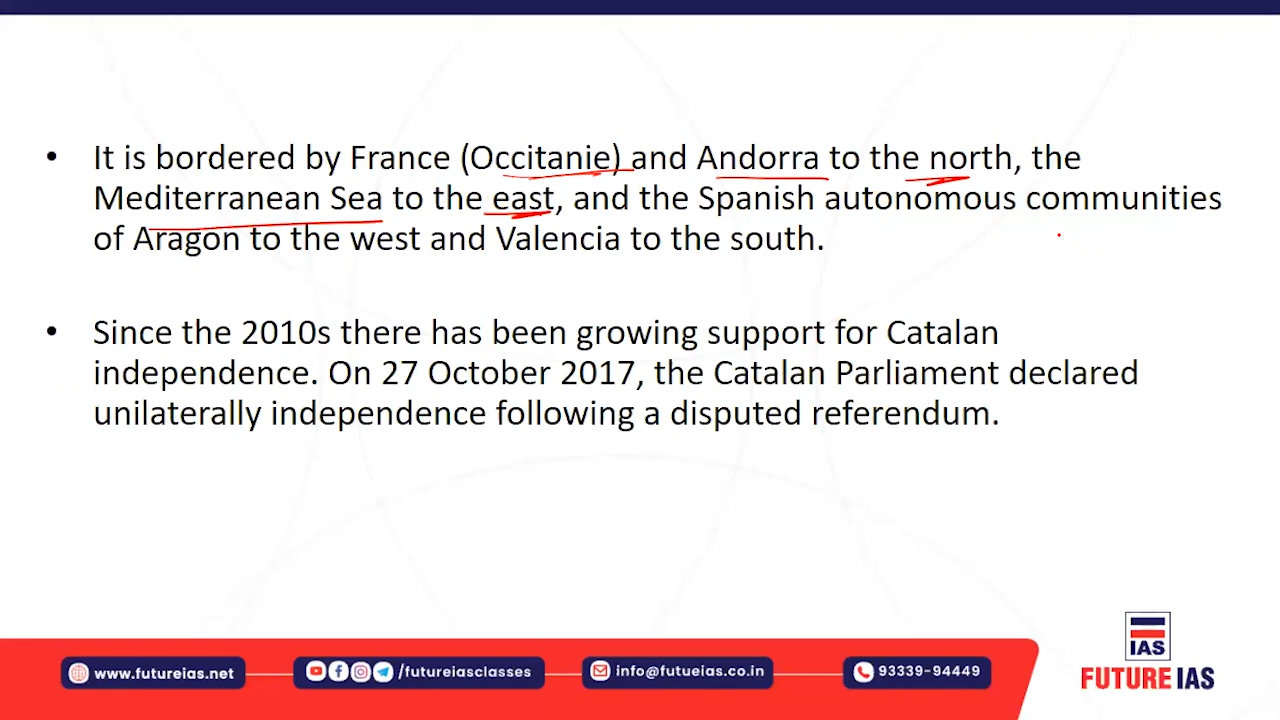 • It is bordered by France (Occitanie) and Andorra to the north, the
Mediterranean Sea to the east, and the Spanish autonomous communities
of Aragon to the west and Valencia to the south.
• Since the 2010s there has been growing support for Catalan
independence. On 27 October 2017, the Catalan Parliament declared
unilaterally independence following a disputed referendum.
www.futureias.net
/futureiasclasses
info@futueias.co.in
93339-94449
IAS
FUTURE IAS